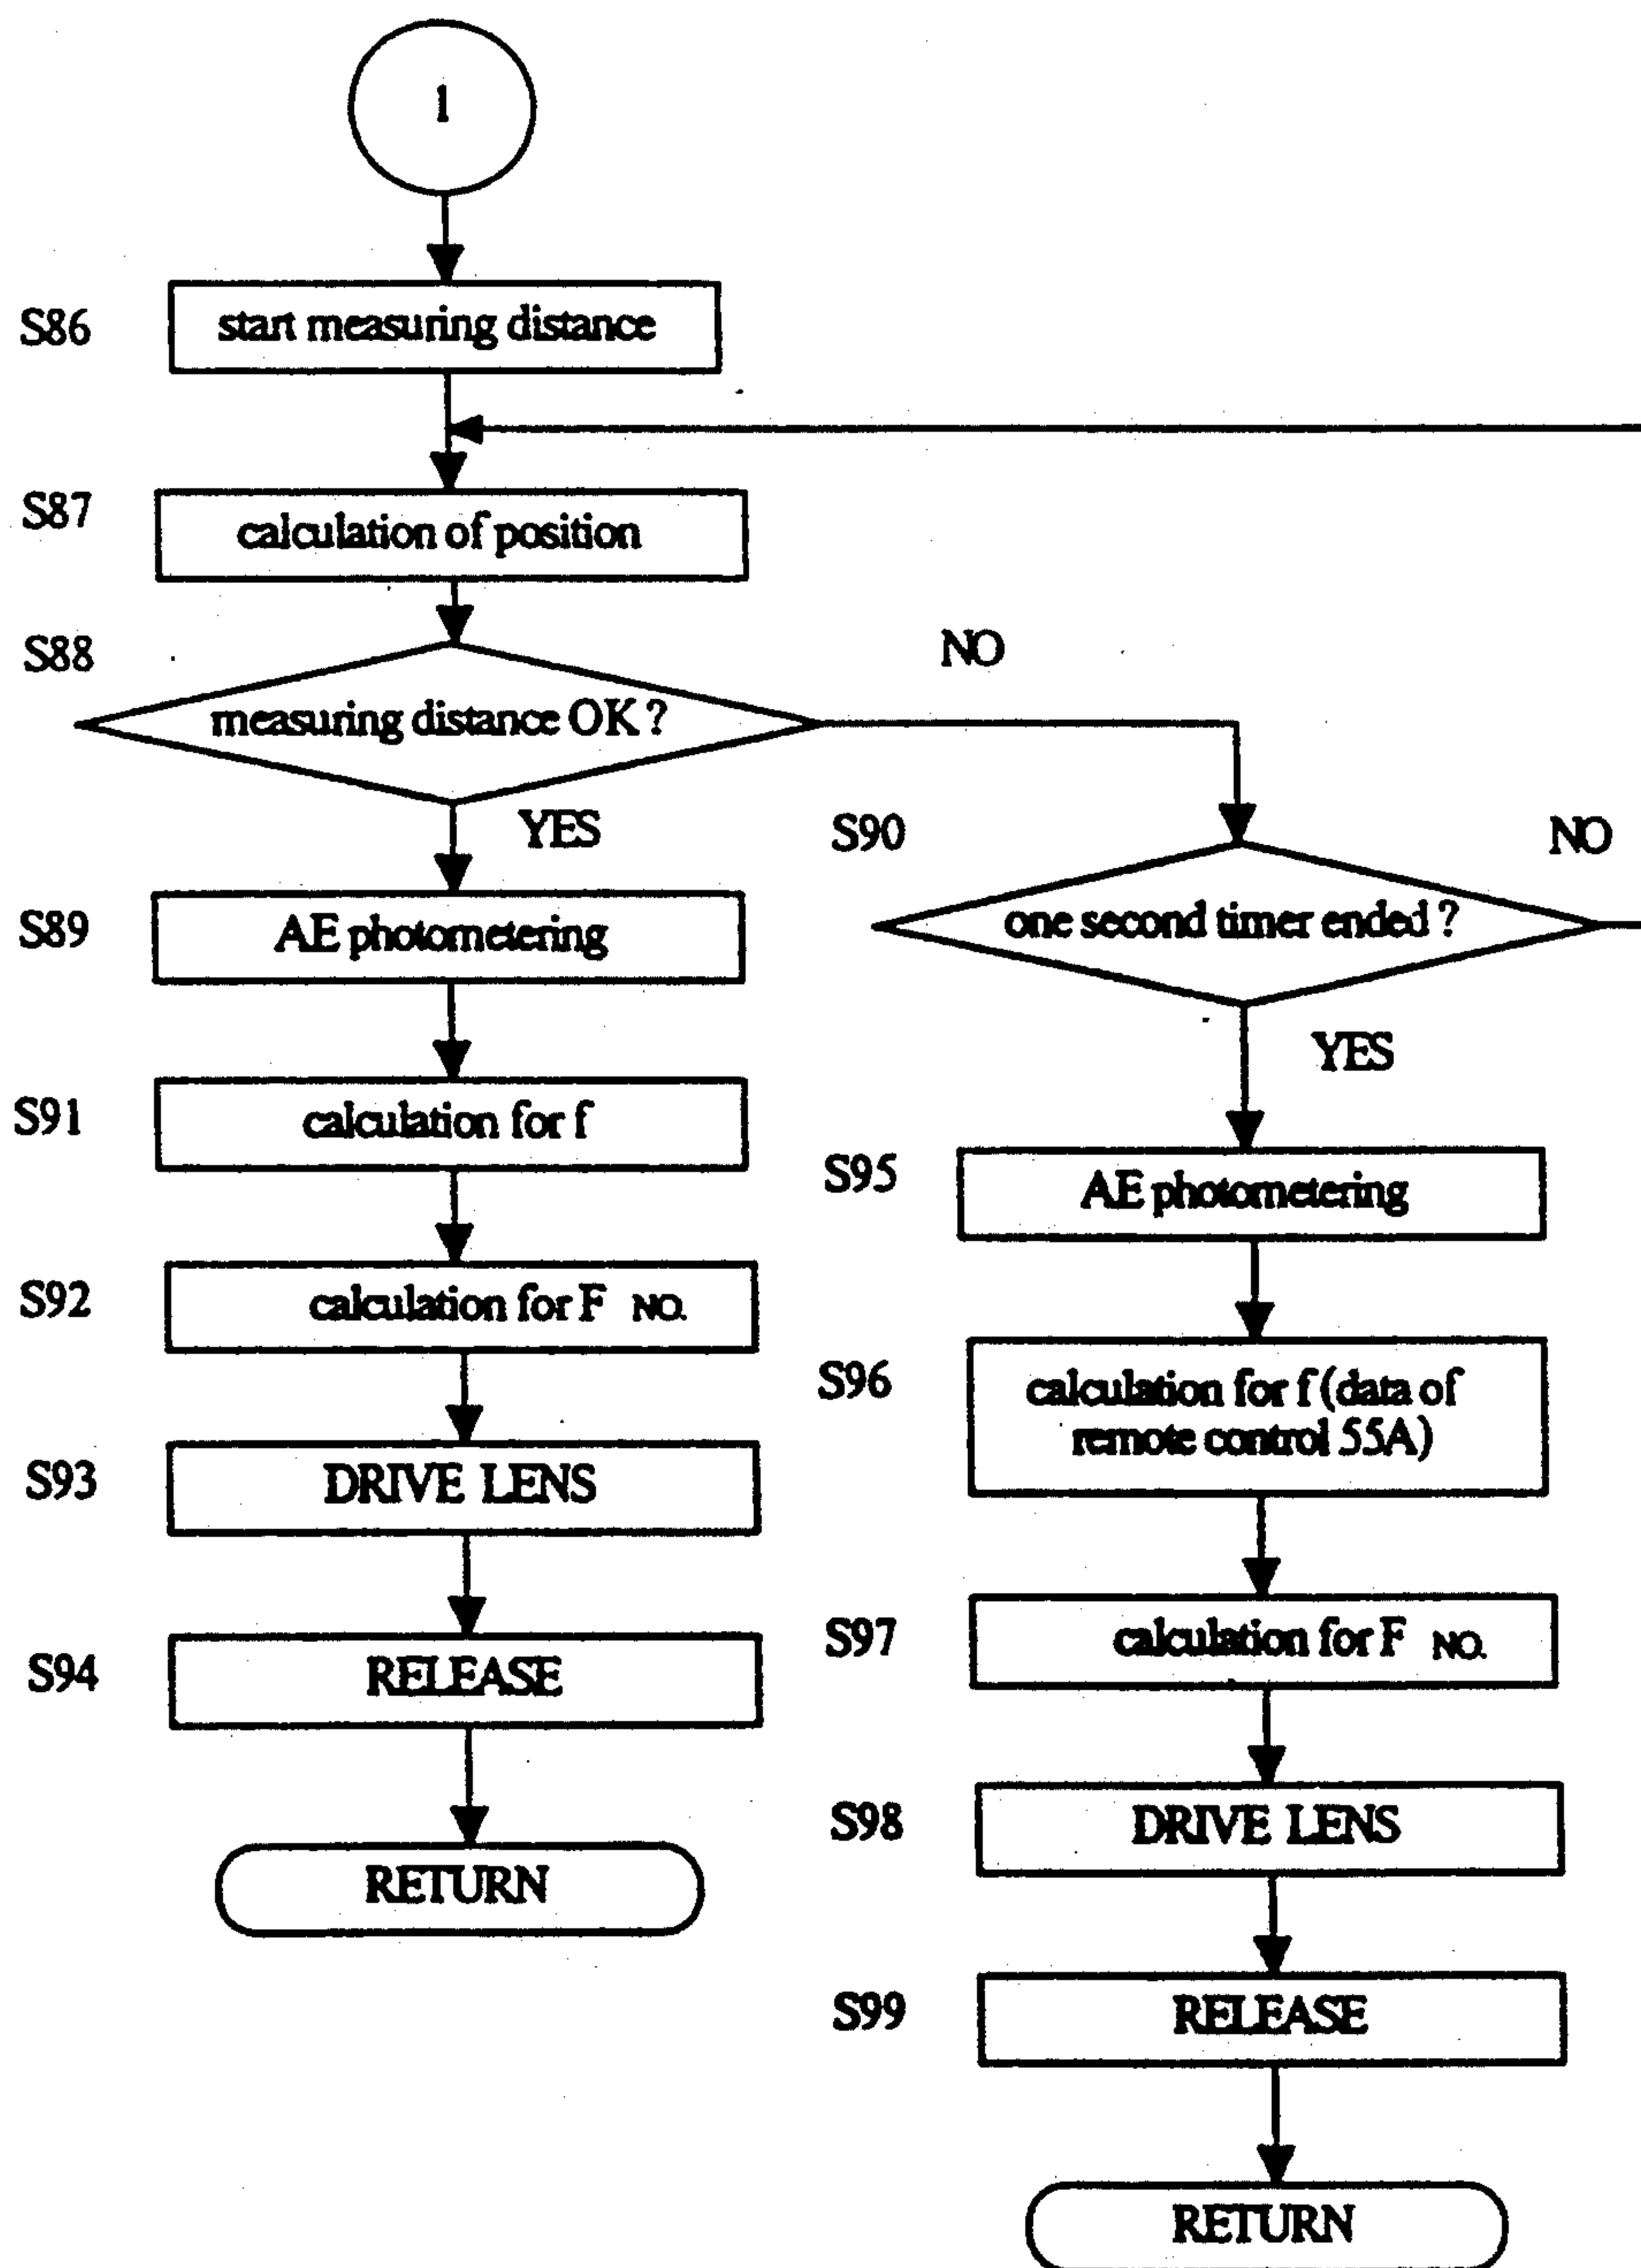 1
S86
start measuring distance
S87
calculation of position
S88
measuring distance OK ?
NO
YES
S89
AE photometering
S91
calculation for f
S92
calculation for F NO.
S93
DRIVE LENS
S94
RELEASE
RETURN
S90
one second timer ended ?
NO
YES
S95
AE photometering
S96
calculation for f (data of
remote control 55A)
S97
calculation for F NO.
S98
DRIVE LENS
S99
RELEASE
RETURN